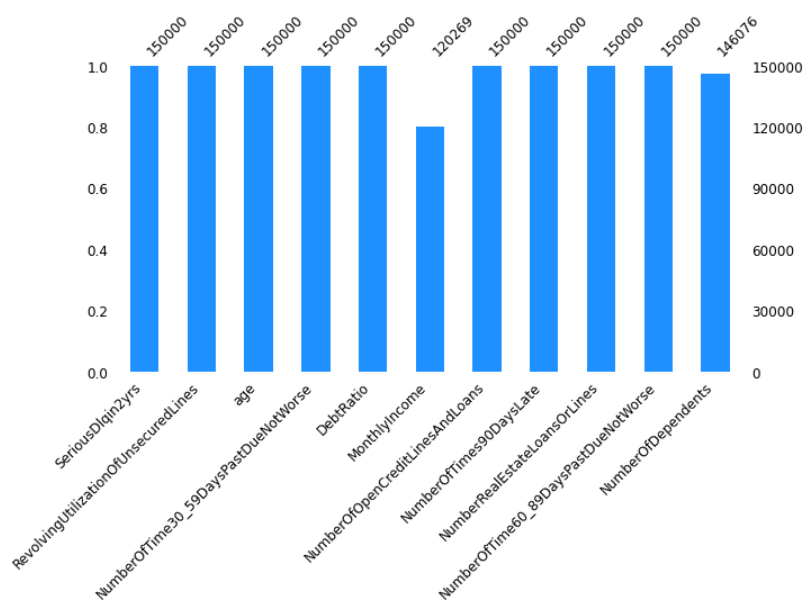 150000 150000 150000 150000 150000 120269 150000 150000 150000 150000 146076
1.0 150000
0.8 120000
0.6 90000
0.4 60000
0.2 30000
0.0 0
SeriousDlqin2yrs
RevolvingUtilizationOfUnsecuredLines
age
NumberOfTime30_59DaysPastDueNotWorse
DebtRatio
MonthlyIncome
NumberOfOpenCreditLinesAndLoans
NumberOfTimes90DaysLate
NumberRealEstateLoansOrLines
NumberOfTime60_89DaysPastDueNotWorse
NumberOfDependents